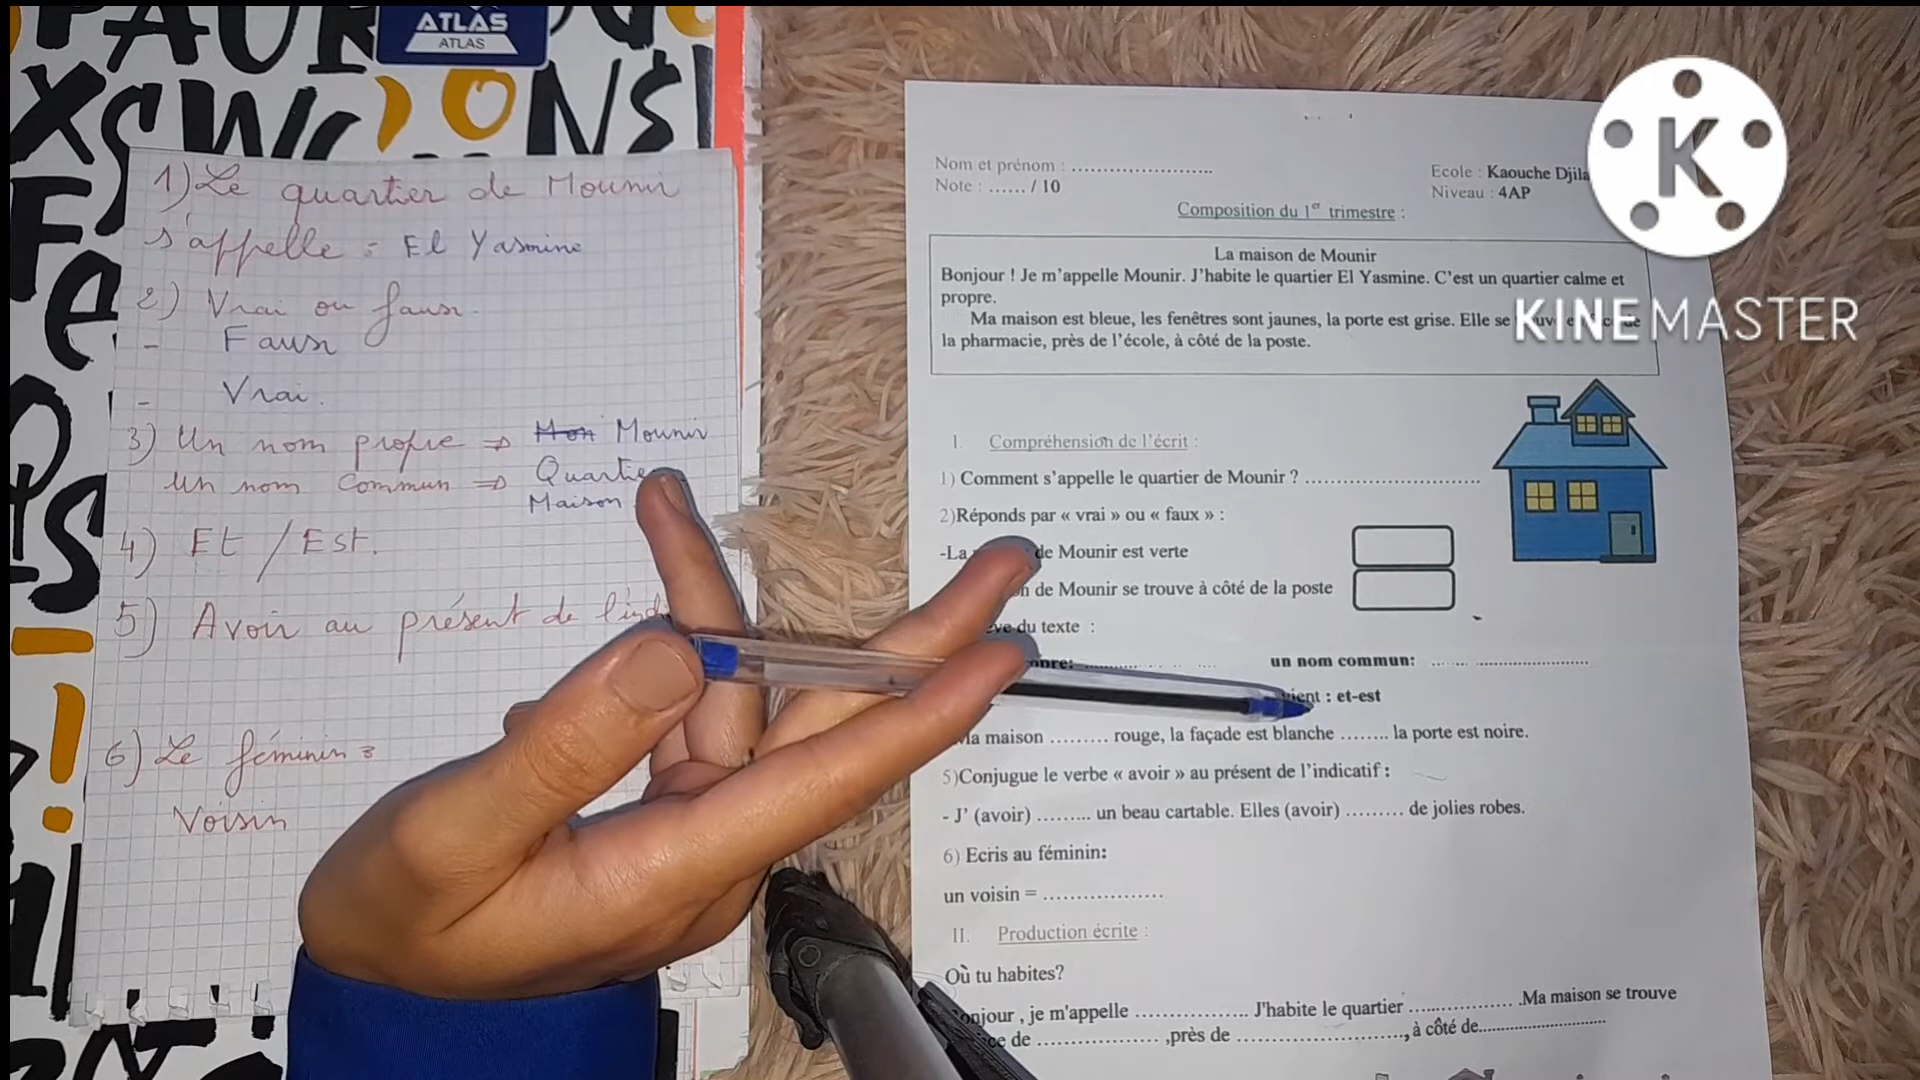 ATLAS
ATLAS
1) Le quartier de Mounir
s'appelle = El Yasmine
2) Vrai ou faux.
- Faux
- Vrai.
3) Un nom propre ⇒ Mon Mounir
un nom commun ⇒ Quartier
Maison
4) Et / Est.
5) Avoir au présent de l'indi
6) Le féminin :
Voisin
Nom et prénom : ........................
Note : ...... / 10
Ecole : Kaouche Djila
Niveau : 4AP
Composition du 1er trimestre :
La maison de Mounir
Bonjour ! Je m'appelle Mounir. J'habite le quartier El Yasmine. C'est un quartier calme et
propre.
Ma maison est bleue, les fenêtres sont jaunes, la porte est grise. Elle se
la pharmacie, près de l'école, à côté de la poste.
KINEMASTER
K
I. Compréhension de l'écrit :
1) Comment s'appelle le quartier de Mounir ? ..............................
2)Réponds par « vrai » ou « faux » :
-La de Mounir est verte
de Mounir se trouve à côté de la poste
du texte :
un nom commun: ..............................
: et-est
maison ......... rouge, la façade est blanche ........ la porte est noire.
5)Conjugue le verbe « avoir » au présent de l'indicatif :
- J' (avoir) ......... un beau cartable. Elles (avoir) ......... de jolies robes.
6) Ecris au féminin:
un voisin = ....................
II. Production écrite :
Où tu habites?
onjour , je m'appelle .................. J'habite le quartier .................. .Ma maison se trouve
de .................. ,près de .........................., à côté de......................